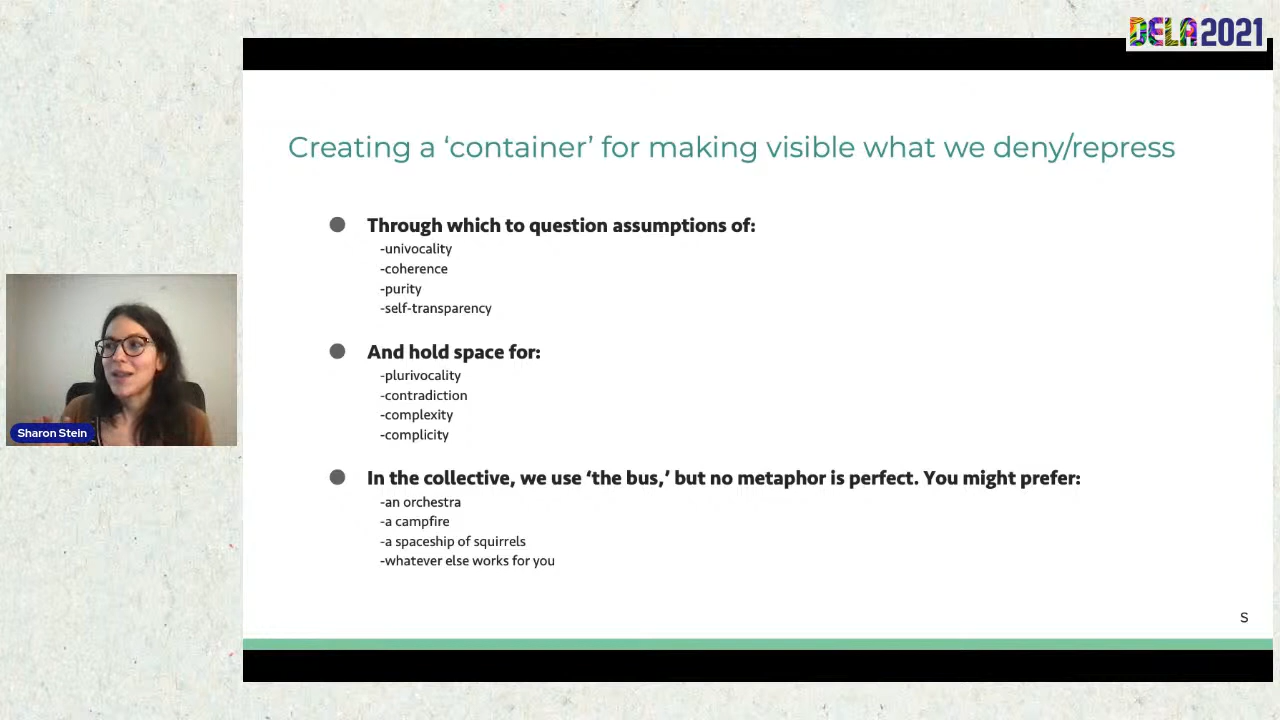 DELA 2021
Creating a ‘container’ for making visible what we deny/repress
● Through which to question assumptions of:
-univocality
-coherence
-purity
-self-transparency
● And hold space for:
-plurivocality
-contradiction
-complexity
-complicity
● In the collective, we use ‘the bus,’ but no metaphor is perfect. You might prefer:
-an orchestra
-a campfire
-a spaceship of squirrels
-whatever else works for you
Sharon Stein
S